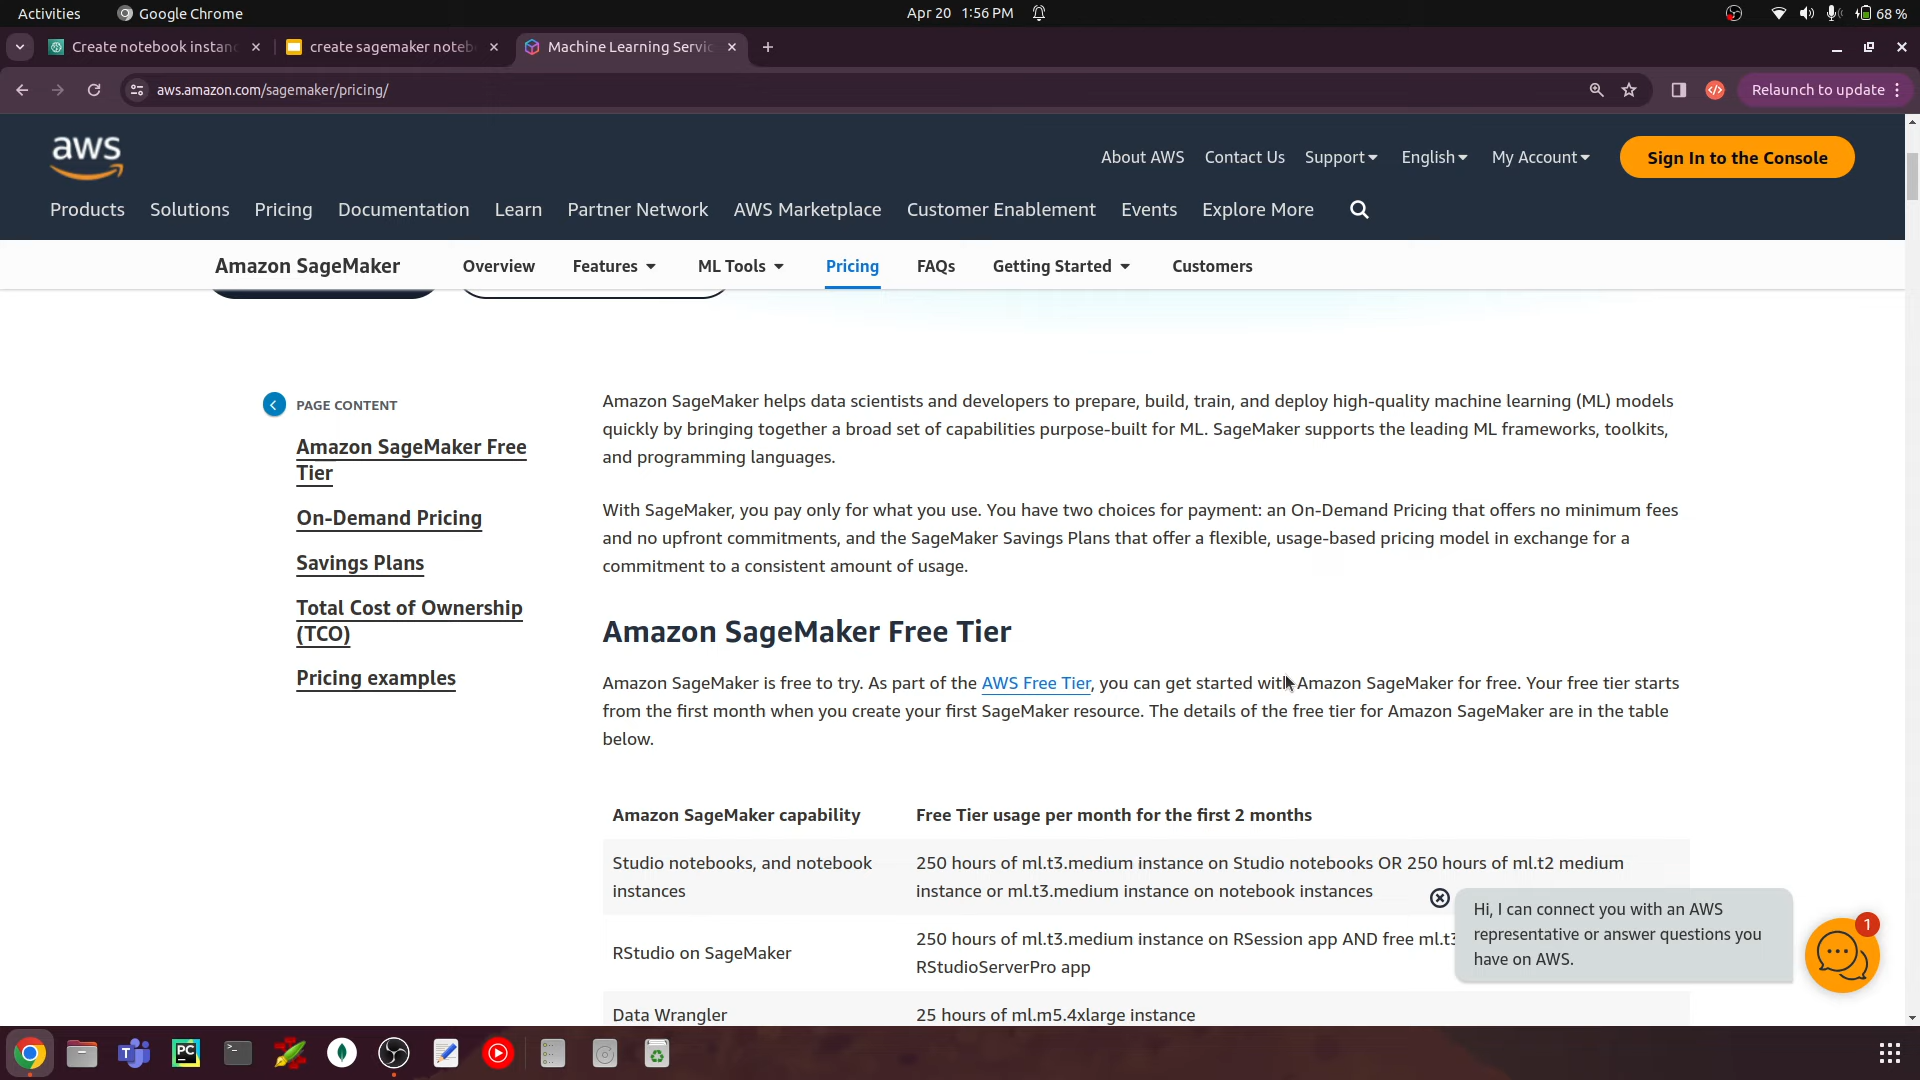 Activities
Google Chrome
Apr 20 1:56 PM
68 %
Create notebook instanc
create sagemaker noteb
Machine Learning Servic
aws.amazon.com/sagemaker/pricing/
Relaunch to update
aws
About AWS
Contact Us
Support
English
My Account
Sign In to the Console
Products
Solutions
Pricing
Documentation
Learn
Partner Network
AWS Marketplace
Customer Enablement
Events
Explore More
Amazon SageMaker
Overview
Features
ML Tools
Pricing
FAQs
Getting Started
Customers
PAGE CONTENT
Amazon SageMaker Free
Tier
On-Demand Pricing
Savings Plans
Total Cost of Ownership
(TCO)
Pricing examples
Amazon SageMaker helps data scientists and developers to prepare, build, train, and deploy high-quality machine learning (ML) models
quickly by bringing together a broad set of capabilities purpose-built for ML. SageMaker supports the leading ML frameworks, toolkits,
and programming languages.
With SageMaker, you pay only for what you use. You have two choices for payment: an On-Demand Pricing that offers no minimum fees
and no upfront commitments, and the SageMaker Savings Plans that offer a flexible, usage-based pricing model in exchange for a
commitment to a consistent amount of usage.
Amazon SageMaker Free Tier
Amazon SageMaker is free to try. As part of the AWS Free Tier, you can get started with Amazon SageMaker for free. Your free tier starts
from the first month when you create your first SageMaker resource. The details of the free tier for Amazon SageMaker are in the table
below.
Amazon SageMaker capability
Free Tier usage per month for the first 2 months
Studio notebooks, and notebook
instances
250 hours of ml.t3.medium instance on Studio notebooks OR 250 hours of ml.t2 medium
instance or ml.t3.medium instance on notebook instances
RStudio on SageMaker
250 hours of ml.t3.medium instance on RSession app AND free ml.t3
RStudioServerPro app
Data Wrangler
25 hours of ml.m5.4xlarge instance
Hi, I can connect you with an AWS
representative or answer questions you
have on AWS.
1
PC